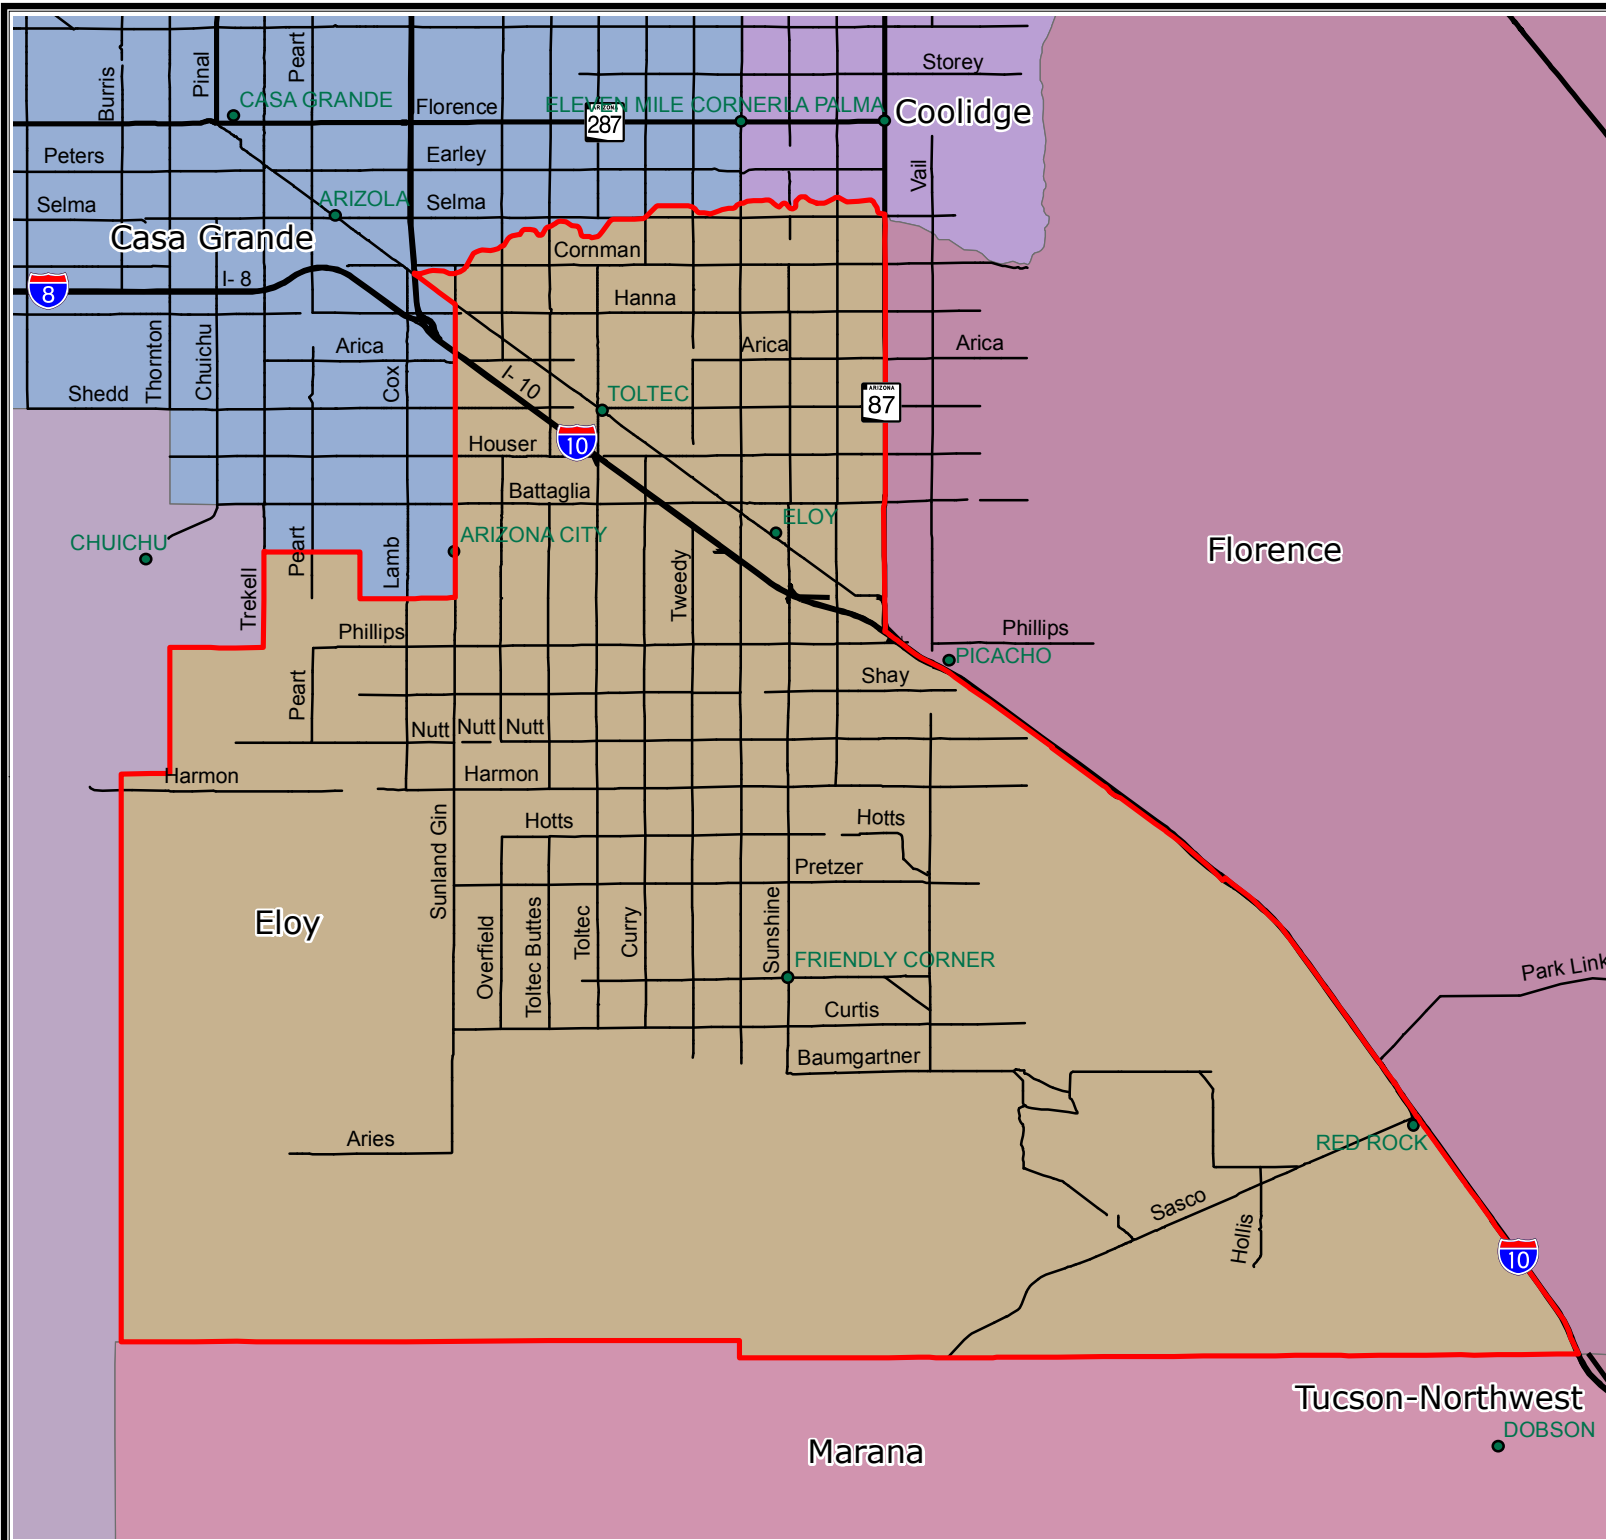 Burris
Pinal
Peart
Storey
CASA GRANDE
Florence
ELEVEN MILE CORNER
LA PALMA
Coolidge
ARIZONA
287
Peters
Earley
Vail
Selma
ARIZOLA
Selma
Casa Grande
Cornman
I- 8
8
Hanna
Thornton
Chuichu
Arica
Arica
Arica
Cox
I- 10
Shedd
TOLTEC
ARIZONA
87
Houser
10
Battaglia
ELOY
CHUICHU
Peart
Lamb
ARIZONA CITY
Florence
Trekell
Tweedy
Phillips
Phillips
PICACHO
Peart
Shay
Nutt
Nutt
Nutt
Harmon
Harmon
Sunland Gin
Hotts
Hotts
Pretzer
Eloy
Overfield
Toltec Buttes
Toltec
Curry
Sunshine
FRIENDLY CORNER
Park Link
Curtis
Baumgartner
Aries
RED ROCK
Sasco
Hollis
10
Tucson-Northwest
DOBSON
Marana